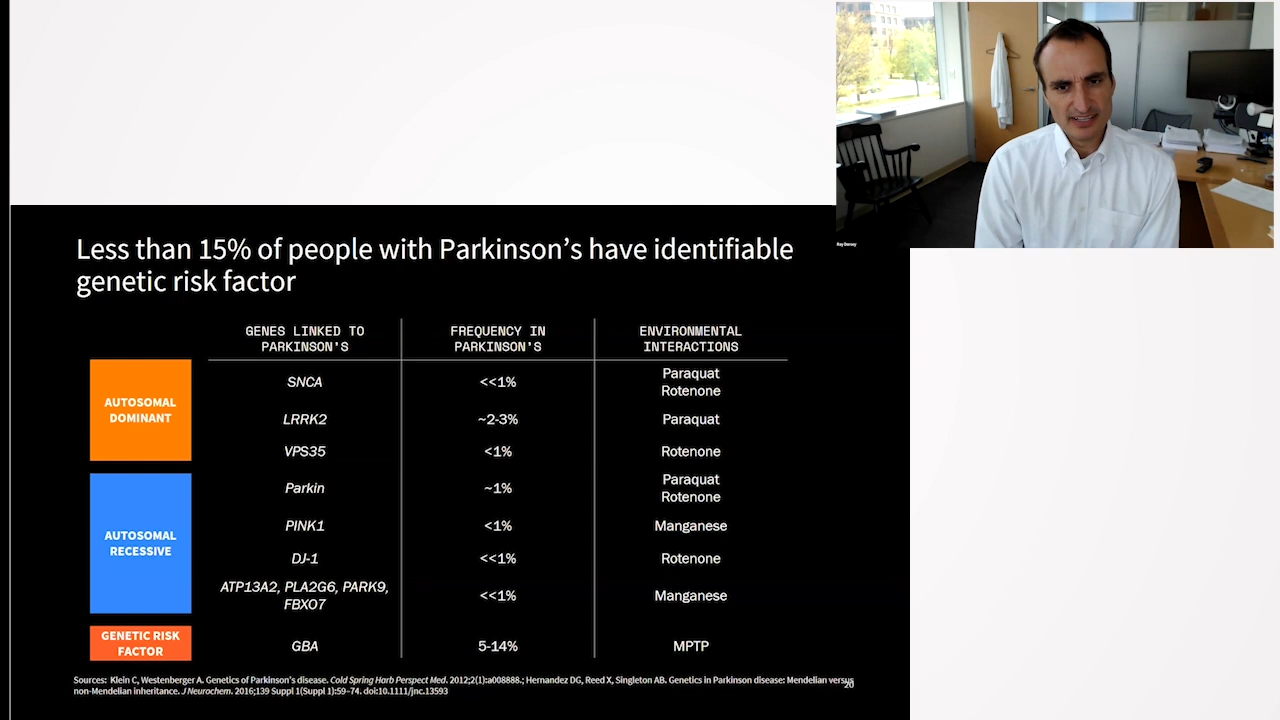 Ray Dorsey
Less than 15% of people with Parkinson’s have identifiable
genetic risk factor
GENES LINKED TO
PARKINSON’S
FREQUENCY IN
PARKINSON’S
ENVIRONMENTAL
INTERACTIONS
AUTOSOMAL
DOMINANT
SNCA
<<1%
Paraquat
Rotenone
LRRK2
~2-3%
Paraquat
VPS35
<1%
Rotenone
AUTOSOMAL
RECESSIVE
Parkin
~1%
Paraquat
Rotenone
PINK1
<1%
Manganese
DJ-1
<<1%
Rotenone
ATP13A2, PLA2G6, PARK9,
FBXO7
<<1%
Manganese
GENETIC RISK
FACTOR
GBA
5-14%
MPTP
Sources: Klein C, Westenberger A. Genetics of Parkinson’s disease. Cold Spring Harb Perspect Med. 2012;2(1):a008888.; Hernandez DG, Reed X, Singleton AB. Genetics in Parkinson disease: Mendelian versus
non-Mendelian inheritance. J Neurochem. 2016;139 Suppl 1(Suppl 1):59–74. doi:10.1111/jnc.13593
20